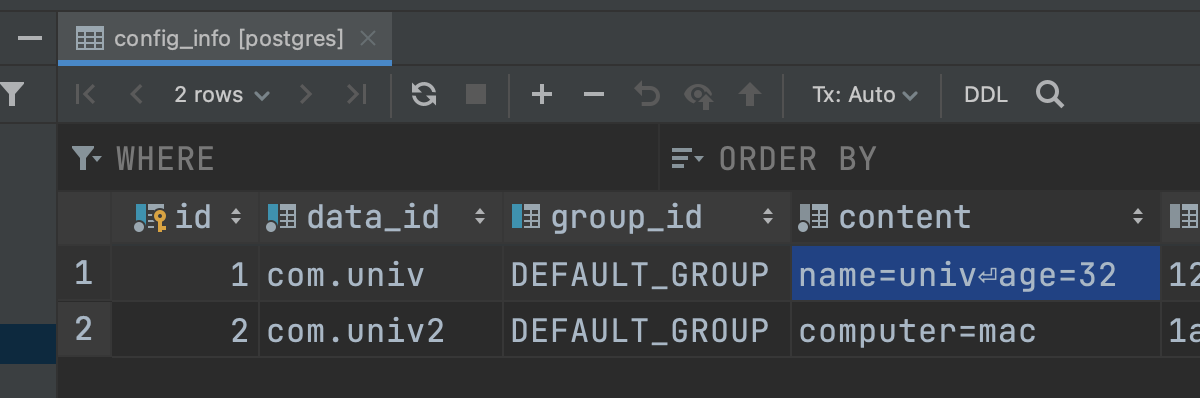 config_info [postgres]
2 rows Tx: Auto DDL
WHERE ORDER BY
id data_id group_id content
1 1 com.univ DEFAULT_GROUP name=univ⏎age=32 12
2 2 com.univ2 DEFAULT_GROUP computer=mac 1a